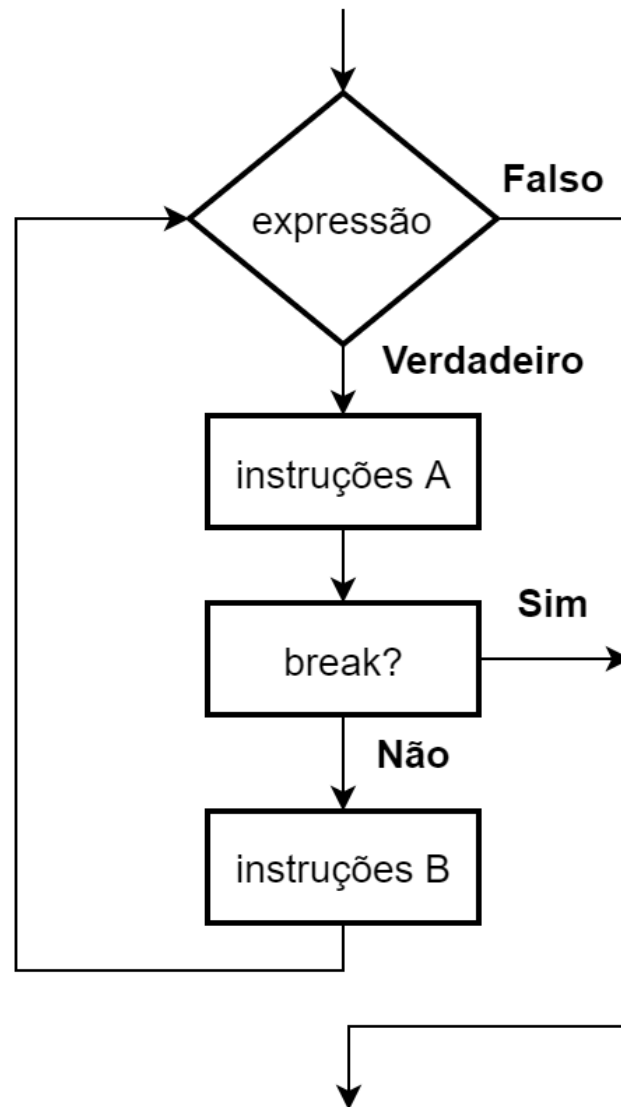 Falso
expressão
Verdadeiro
instruções A
Sim
break?
Não
instruções B